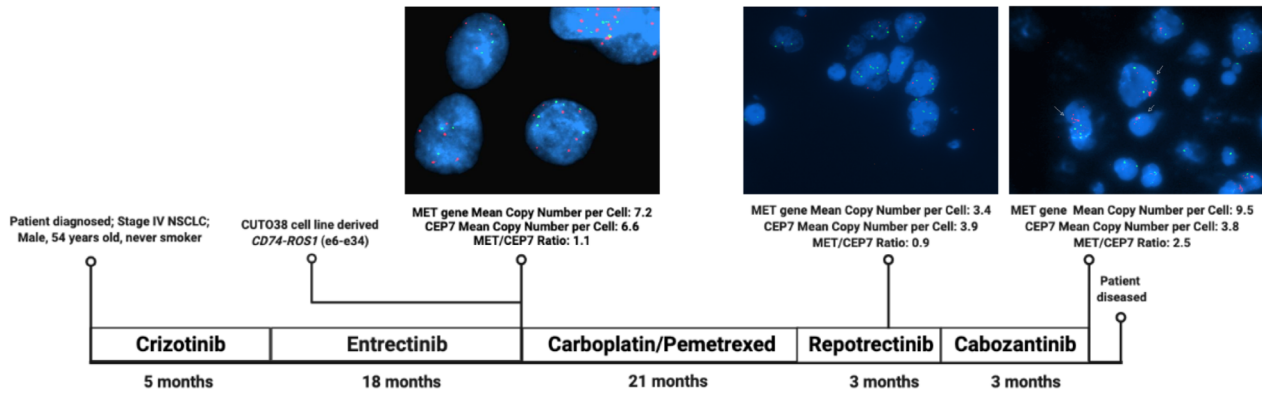 Patient diagnosed; Stage IV NSCLC;
Male, 54 years old, never smoker
CUTO38 cell line derived
CD74-ROS1 (e6-e34)
MET gene Mean Copy Number per Cell: 7.2
CEP7 Mean Copy Number per Cell: 6.6
MET/CEP7 Ratio: 1.1
MET gene Mean Copy Number per Cell: 3.4
CEP7 Mean Copy Number per Cell: 3.9
MET/CEP7 Ratio: 0.9
MET gene Mean Copy Number per Cell: 9.5
CEP7 Mean Copy Number per Cell: 3.8
MET/CEP7 Ratio: 2.5
Patient
diseased
Crizotinib
Entrectinib
Carboplatin/Pemetrexed
Repotrectinib
Cabozantinib
5 months
18 months
21 months
3 months
3 months